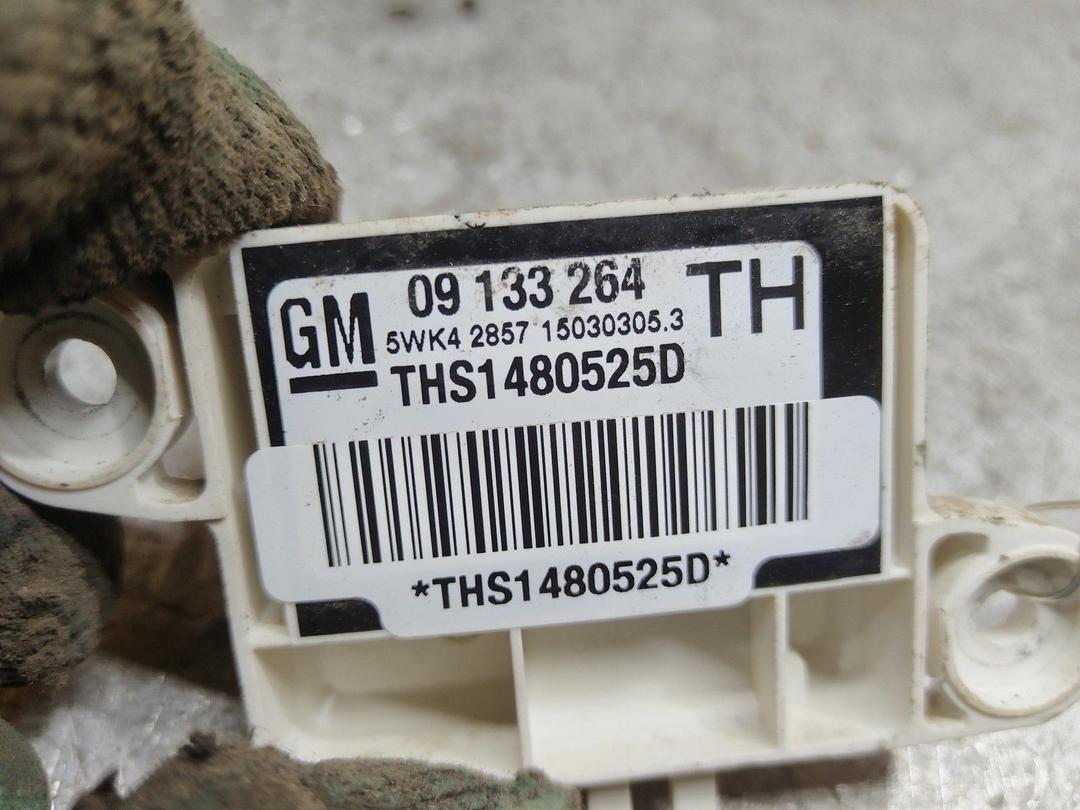 GM 09 133 264 TH
5WK4 2857 15030305.3
THS1480525D
*THS1480525D*